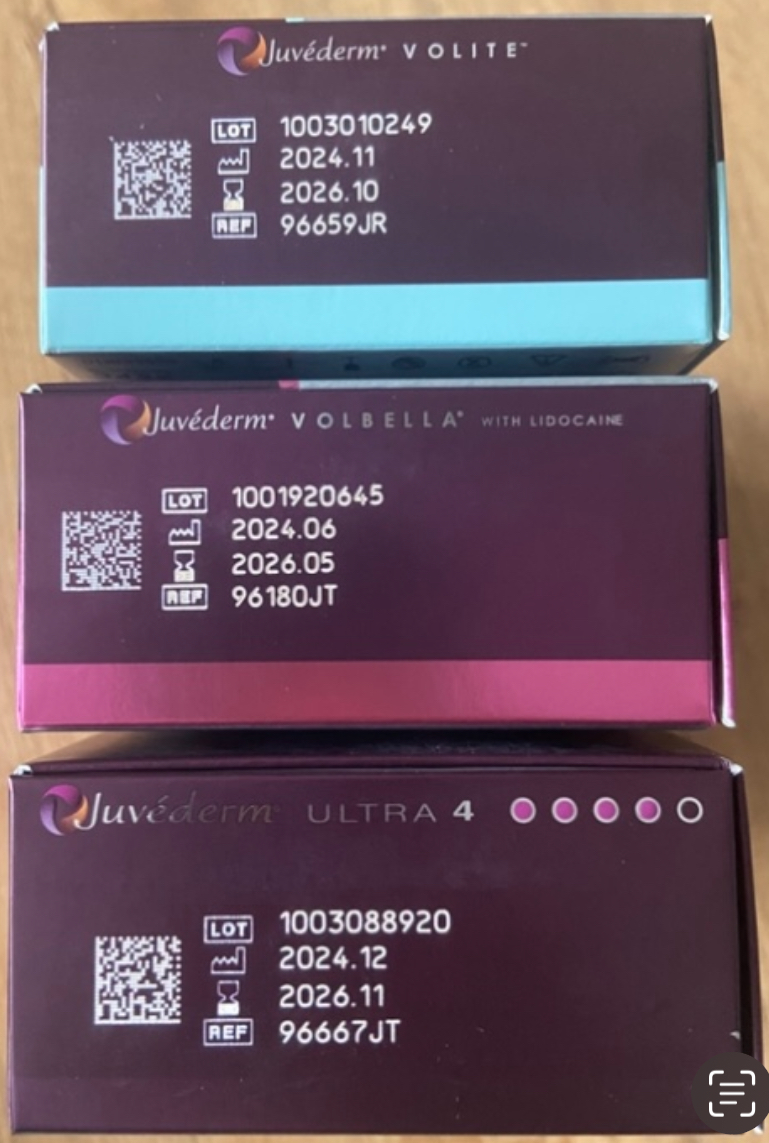 Juvéderm® VOLITE™
LOT 1003010249
2024.11
2026.10
REF 96659JR
Juvéderm® VOLBELLA® WITH LIDOCAINE
LOT 1001920645
2024.06
2026.05
REF 96180JT
Juvéderm® ULTRA 4
LOT 1003088920
2024.12
2026.11
REF 96667JT